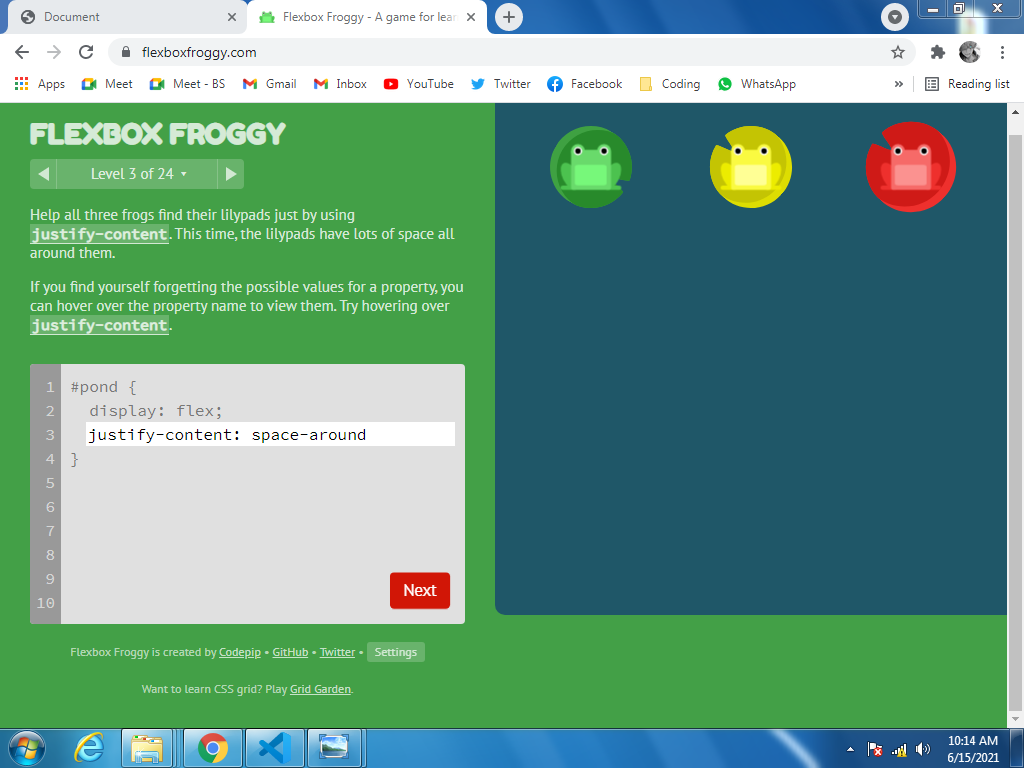 Document
Flexbox Froggy - A game for lear
flexboxfroggy.com
Apps Meet Meet - BS Gmail Inbox YouTube Twitter Facebook Coding WhatsApp » Reading list
FLEXBOX FROGGY
Level 3 of 24
Help all three frogs find their lilypads just by using
justify-content. This time, the lilypads have lots of space all
around them.
If you find yourself forgetting the possible values for a property, you
can hover over the property name to view them. Try hovering over
justify-content.
1 #pond {
2 display: flex;
3 justify-content: space-around
4 }
5
6
7
8
9
10
Next
Flexbox Froggy is created by Codepip • GitHub • Twitter • Settings
Want to learn CSS grid? Play Grid Garden.
10:14 AM
6/15/2021